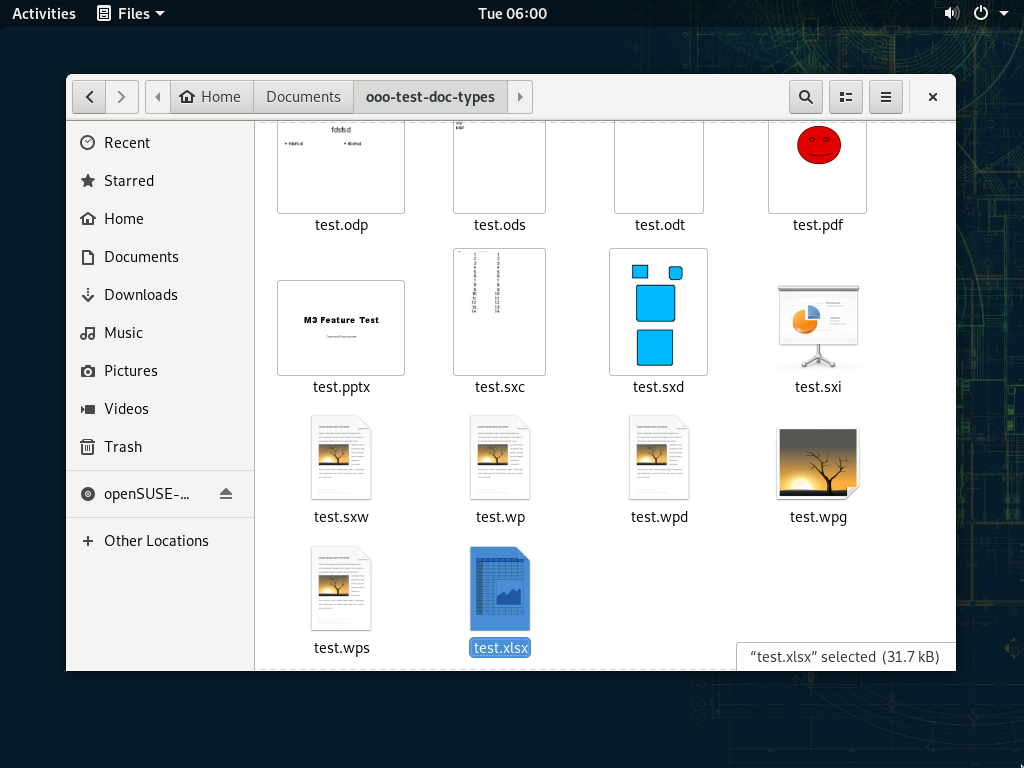 Activities Files Tue 06:00
Home Documents ooo-test-doc-types
Recent
Starred
Home
Documents
Downloads
Music
Pictures
Videos
Trash
openSUSE-...
Other Locations
fdsfsd
test.odp test.ods test.odt test.pdf
M3 Feature Test
test.pptx test.sxc test.sxd test.sxi
test.sxw test.wp test.wpd test.wpg
test.wps test.xlsx
“test.xlsx” selected (31.7 kB)